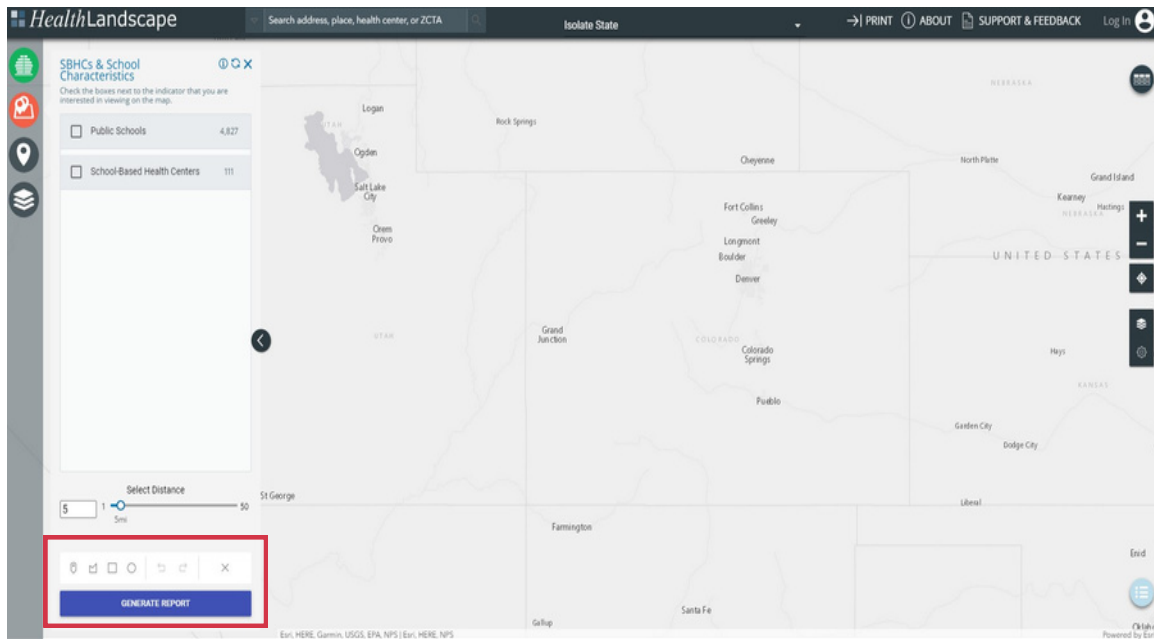 HealthLandscape
Search address, place, health center, or ZCTA
Isolate State
PRINT
ABOUT
SUPPORT & FEEDBACK
Log In
SBHCs & School
Characteristics
Check the boxes next to the indicator that you are
interested in viewing on the map.
Public Schools 4,827
School-Based Health Centers 111
Select Distance
5 1 50
5mi
GENERATE REPORT
NEBRASKA
Logan
UTAH
Rock Springs
Ogden
Cheyenne
North Platte
Grand Island
Salt Lake
City
Kearney
Hastings
NEBRASKA
Fort Collins
Greeley
Orem
Provo
Longmont
Boulder
UNITED STATES
Denver
Grand
Junction
UTAH
COLORADO
Colorado
Springs
Hays
KANSAS
Pueblo
Garden City
Dodge City
St George
Liberal
Farmington
Enid
Santa Fe
Gallup
Esri, HERE, Garmin, USGS, EPA, NPS | Esri, HERE, NPS
Powered by Esri